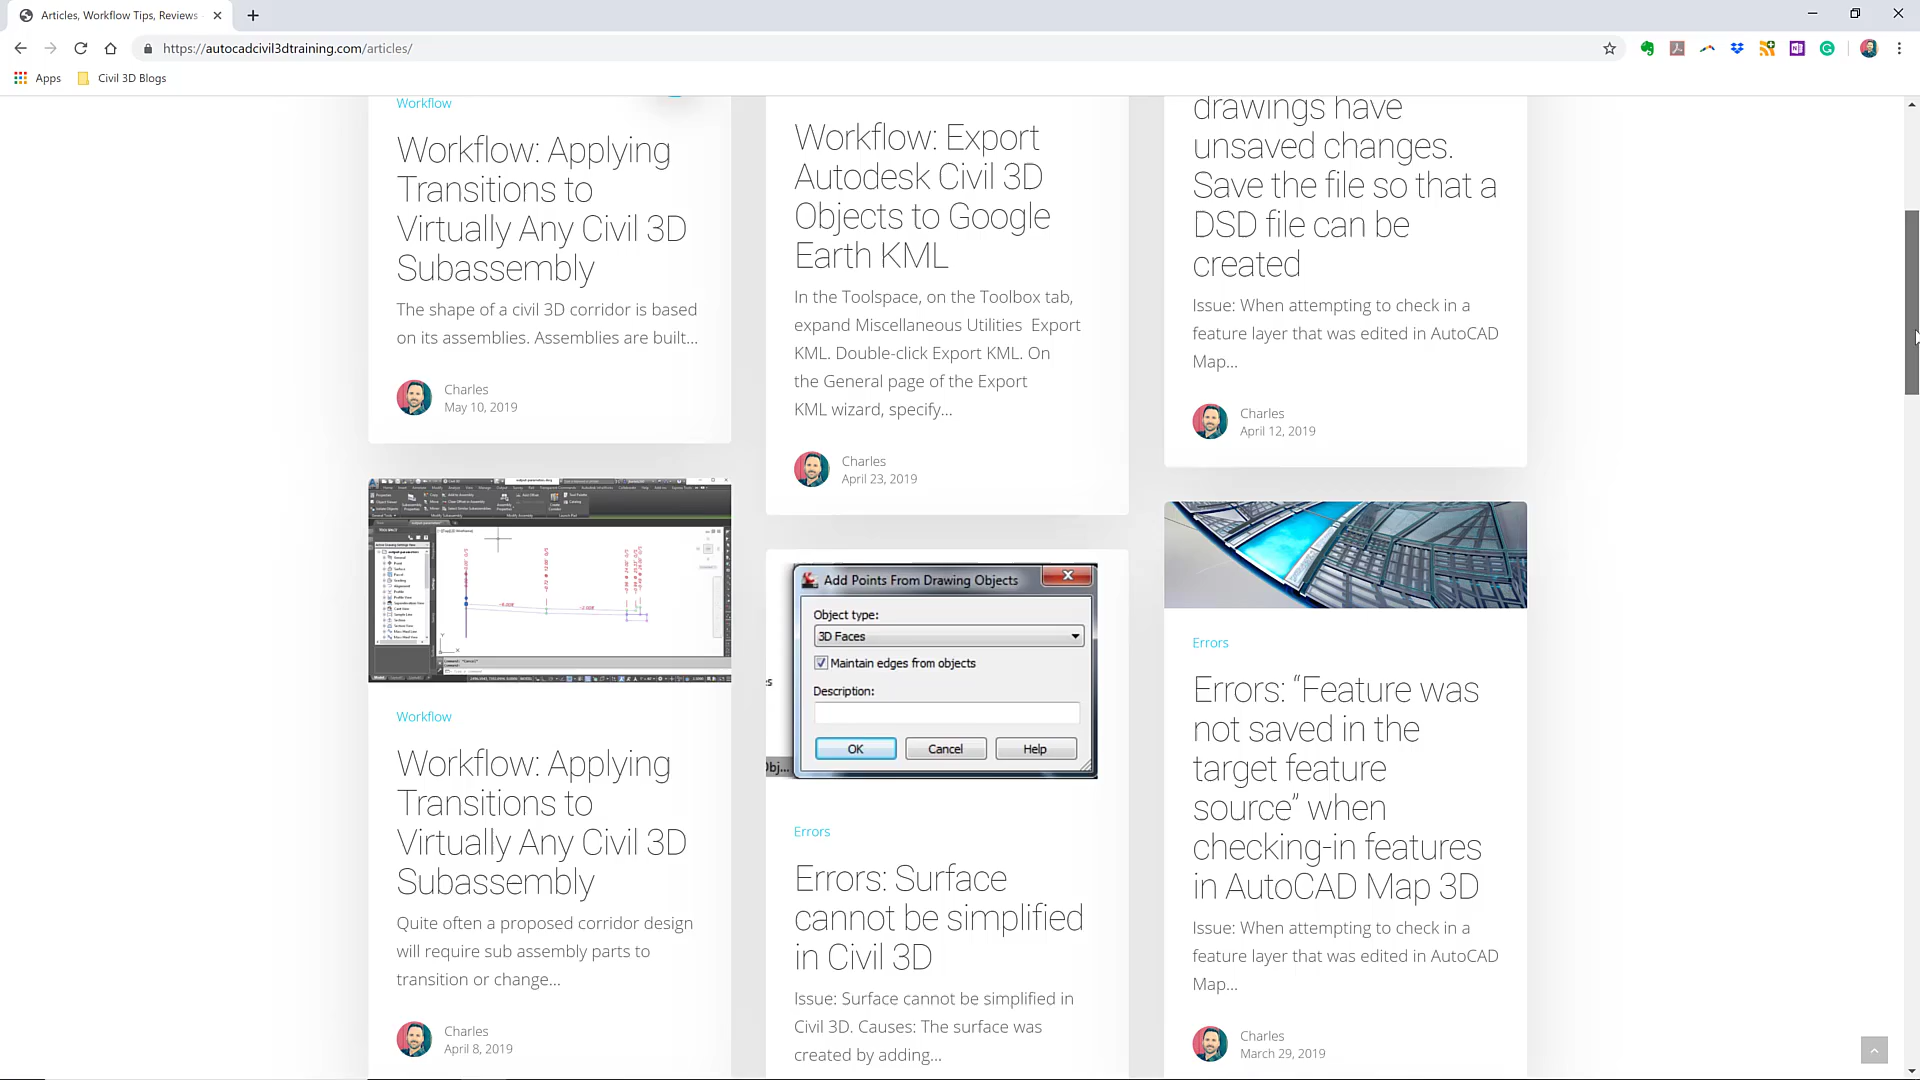 Articles, Workflow Tips, Reviews
https://autocadcivil3dtraining.com/articles/
Apps
Civil 3D Blogs
Workflow
Workflow: Applying
Transitions to
Virtually Any Civil 3D
Subassembly
The shape of a civil 3D corridor is based
on its assemblies. Assemblies are built...
Charles
May 10, 2019
Workflow
Workflow: Applying
Transitions to
Virtually Any Civil 3D
Subassembly
Quite often a proposed corridor design
will require sub assembly parts to
transition or change...
Charles
April 8, 2019
Workflow: Export
Autodesk Civil 3D
Objects to Google
Earth KML
In the Toolspace, on the Toolbox tab,
expand Miscellaneous Utilities  Export
KML. Double-click Export KML. On
the General page of the Export
KML wizard, specify...
Charles
April 23, 2019
Add Points From Drawing Objects
Object type:
3D Faces
Maintain edges from objects
Description:
OK
Cancel
Help
Obj...
Errors
Errors: Surface
cannot be simplified
in Civil 3D
Issue: Surface cannot be simplified in
Civil 3D. Causes: The surface was
created by adding...
drawings have
unsaved changes.
Save the file so that a
DSD file can be
created
Issue: When attempting to check in a
feature layer that was edited in AutoCAD
Map...
Charles
April 12, 2019
Errors
Errors: “Feature was
not saved in the
target feature
source” when
checking-in features
in AutoCAD Map 3D
Issue: When attempting to check in a
feature layer that was edited in AutoCAD
Map...
Charles
March 29, 2019